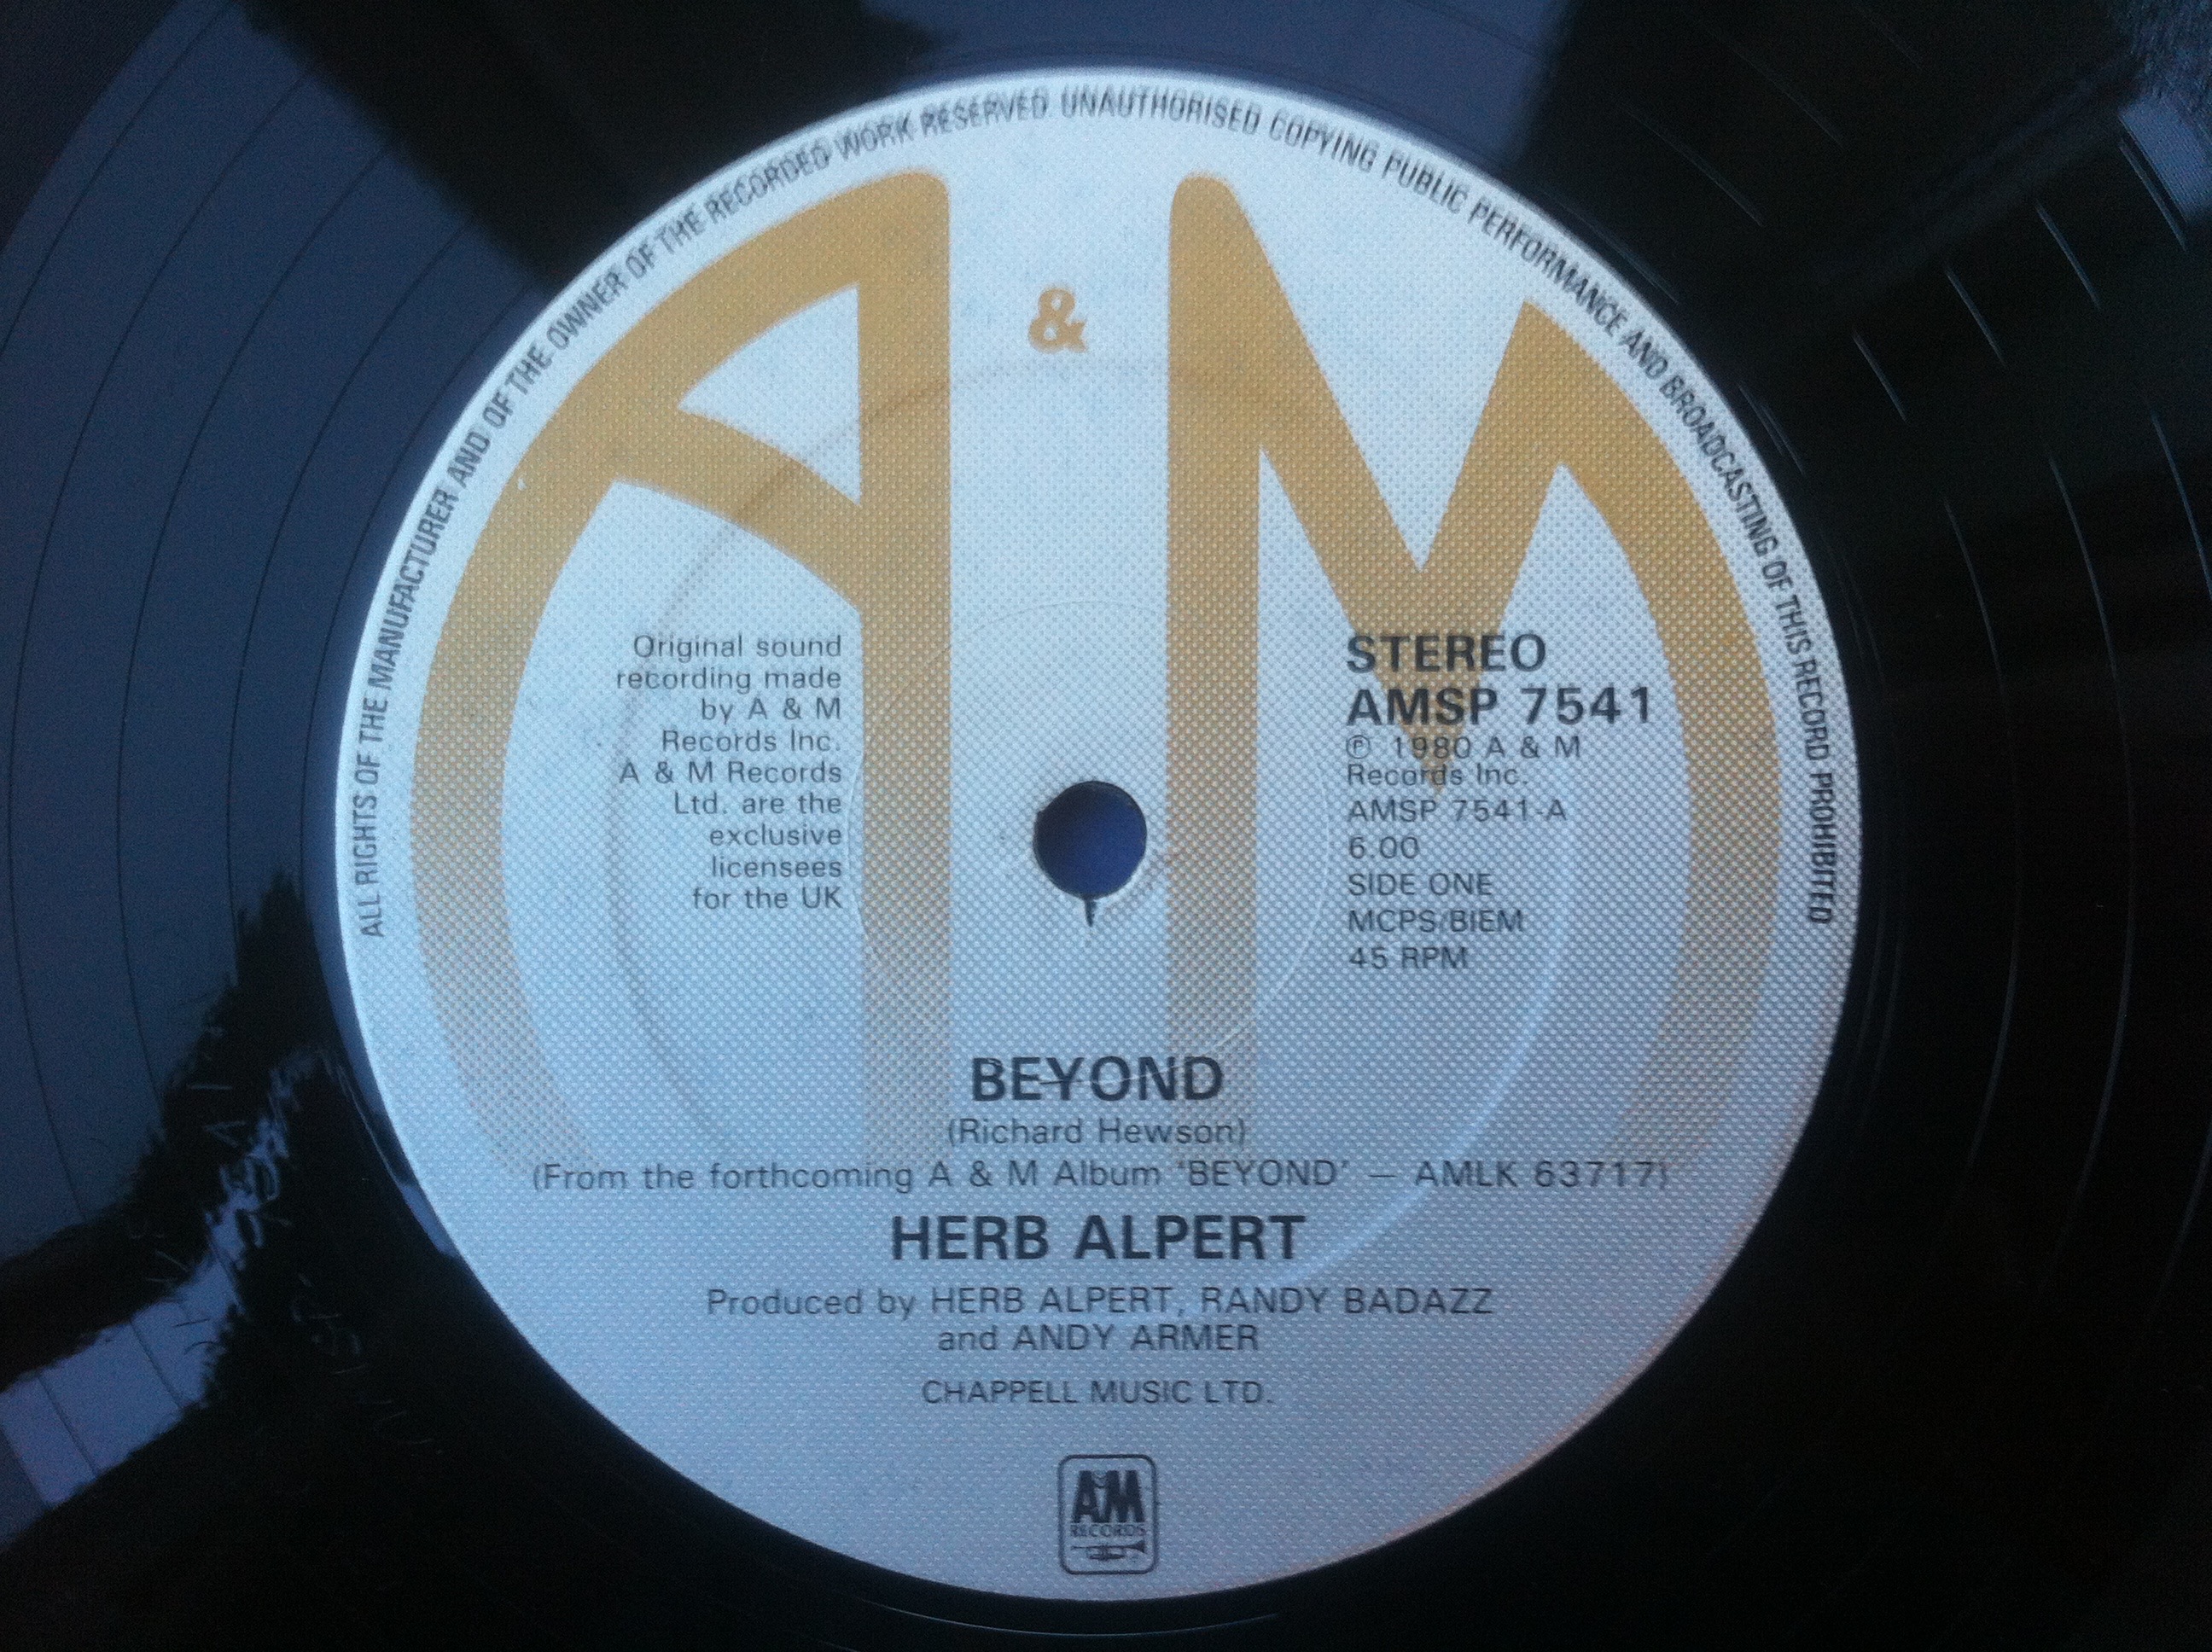 ALL RIGHTS OF THE MANUFACTURER AND OF THE OWNER OF THE RECORDED WORK RESERVED. UNAUTHORISED COPYING PUBLIC PERFORMANCE AND BROADCASTING OF THIS RECORD PROHIBITED
A & M
Original sound
recording made
by A & M
Records Inc.
A & M Records
Ltd. are the
exclusive
licensees
for the UK
STEREO
AMSP 7541
℗ 1980 A & M
Records Inc.
AMSP 7541-A
6.00
SIDE ONE
MCPS/BIEM
45 RPM
BEYOND
(Richard Hewson)
(From the forthcoming A & M Album 'BEYOND' — AMLK 63717)
HERB ALPERT
Produced by HERB ALPERT, RANDY BADAZZ
and ANDY ARMER
CHAPPELL MUSIC LTD.
A&M
RECORDS